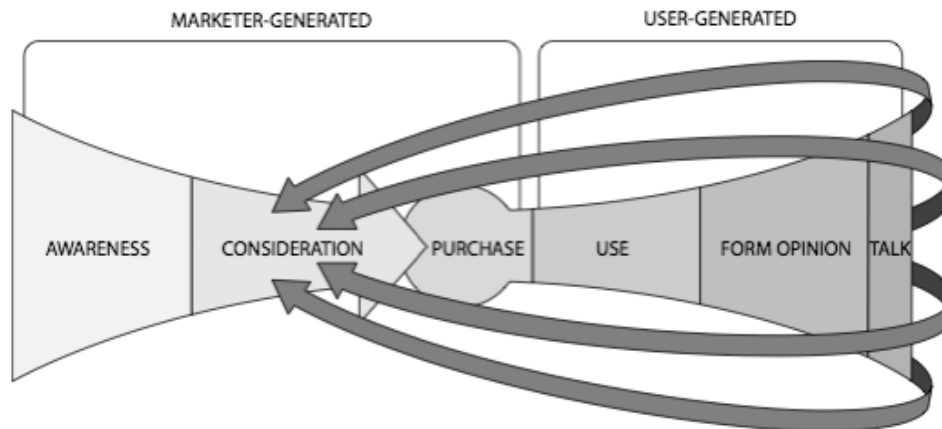 MARKETER-GENERATED
USER-GENERATED
AWARENESS
CONSIDERATION
PURCHASE
USE
FORM OPINION
TALK